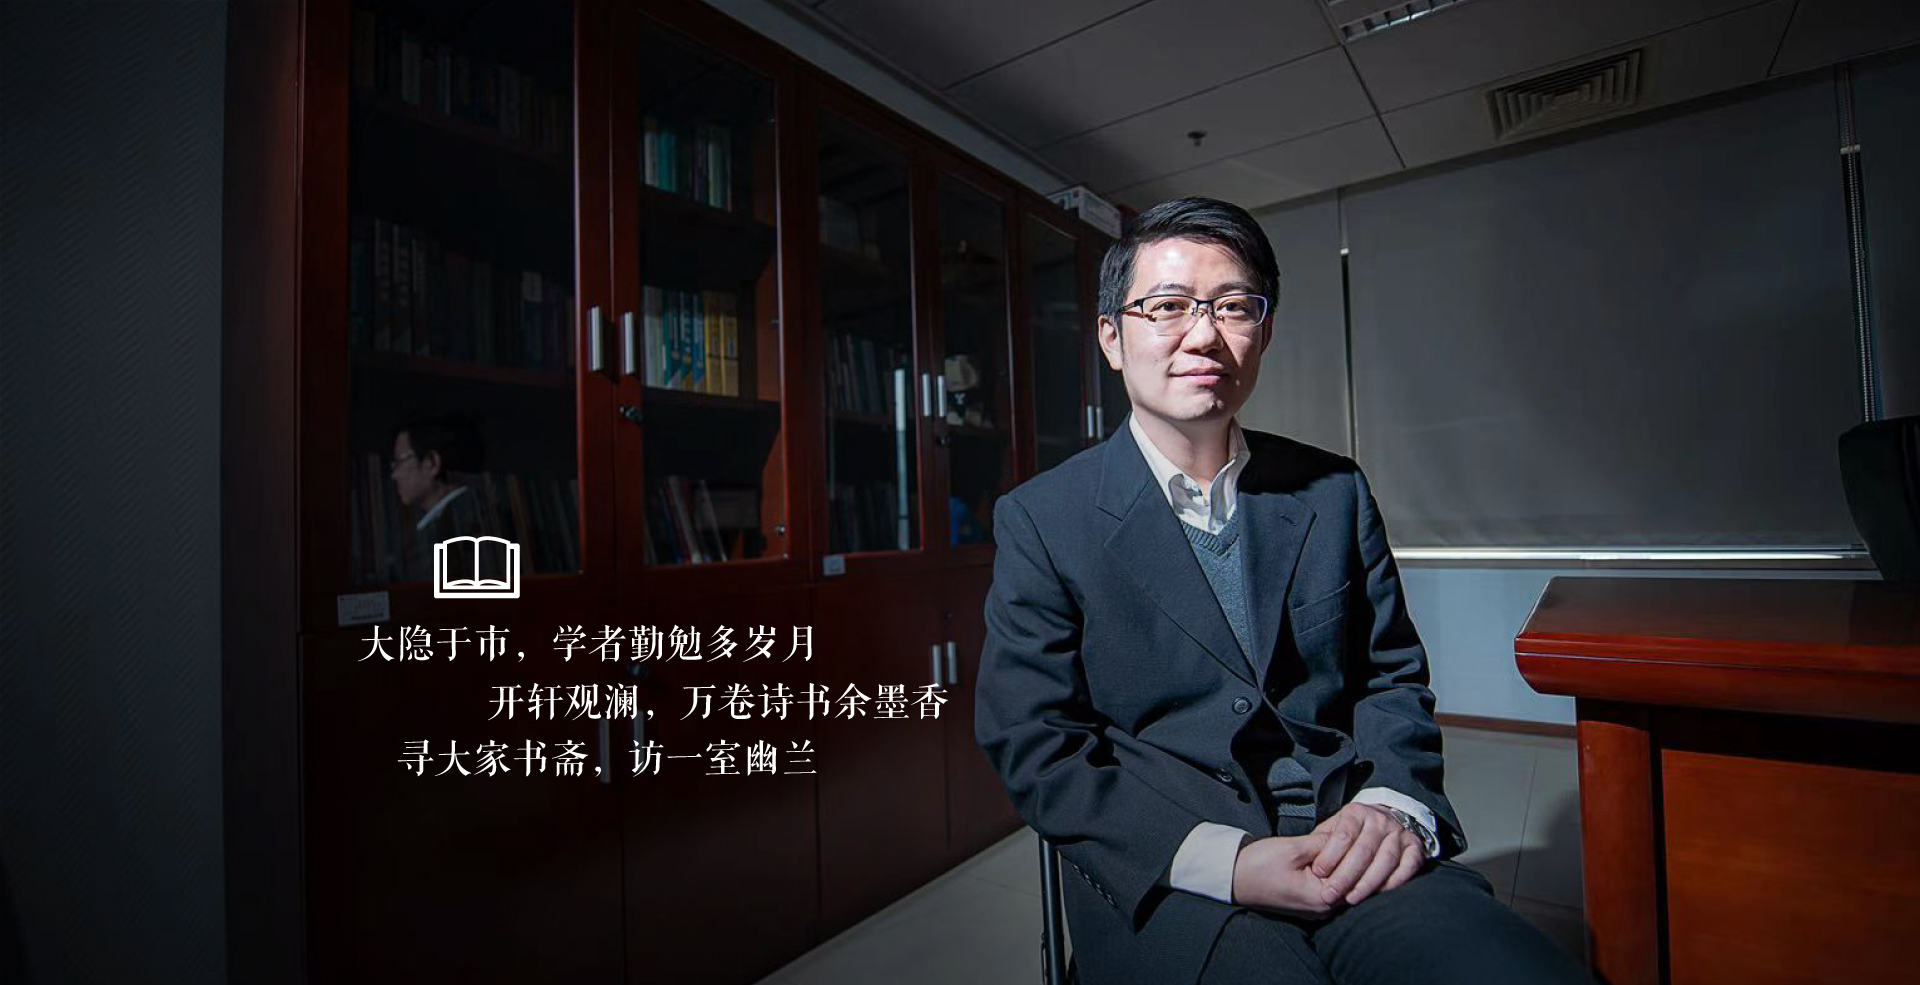 大隐于市，学者勤勉多岁月
开轩观澜，万卷诗书余墨香
寻大家书斋，访一室幽兰